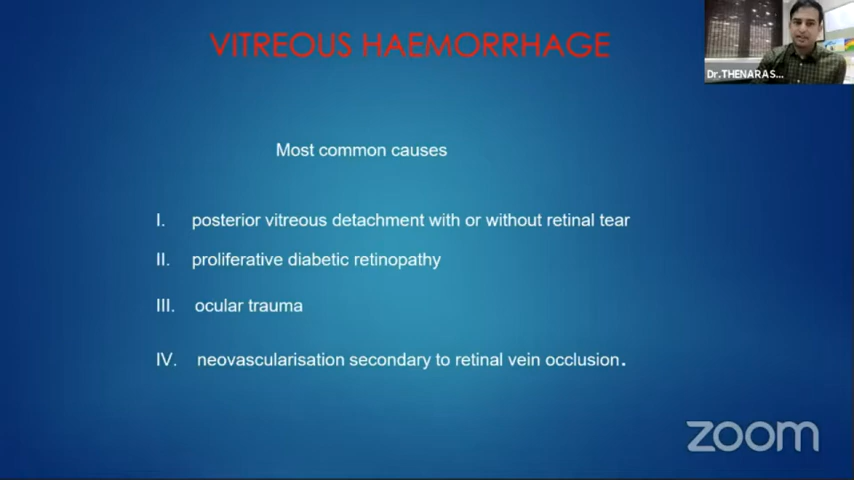 VITREOUS HAEMORRHAGE
Dr.THENARAS...
Most common causes
I. posterior vitreous detachment with or without retinal tear
II. proliferative diabetic retinopathy
III. ocular trauma
IV. neovascularisation secondary to retinal vein occlusion.
zoom